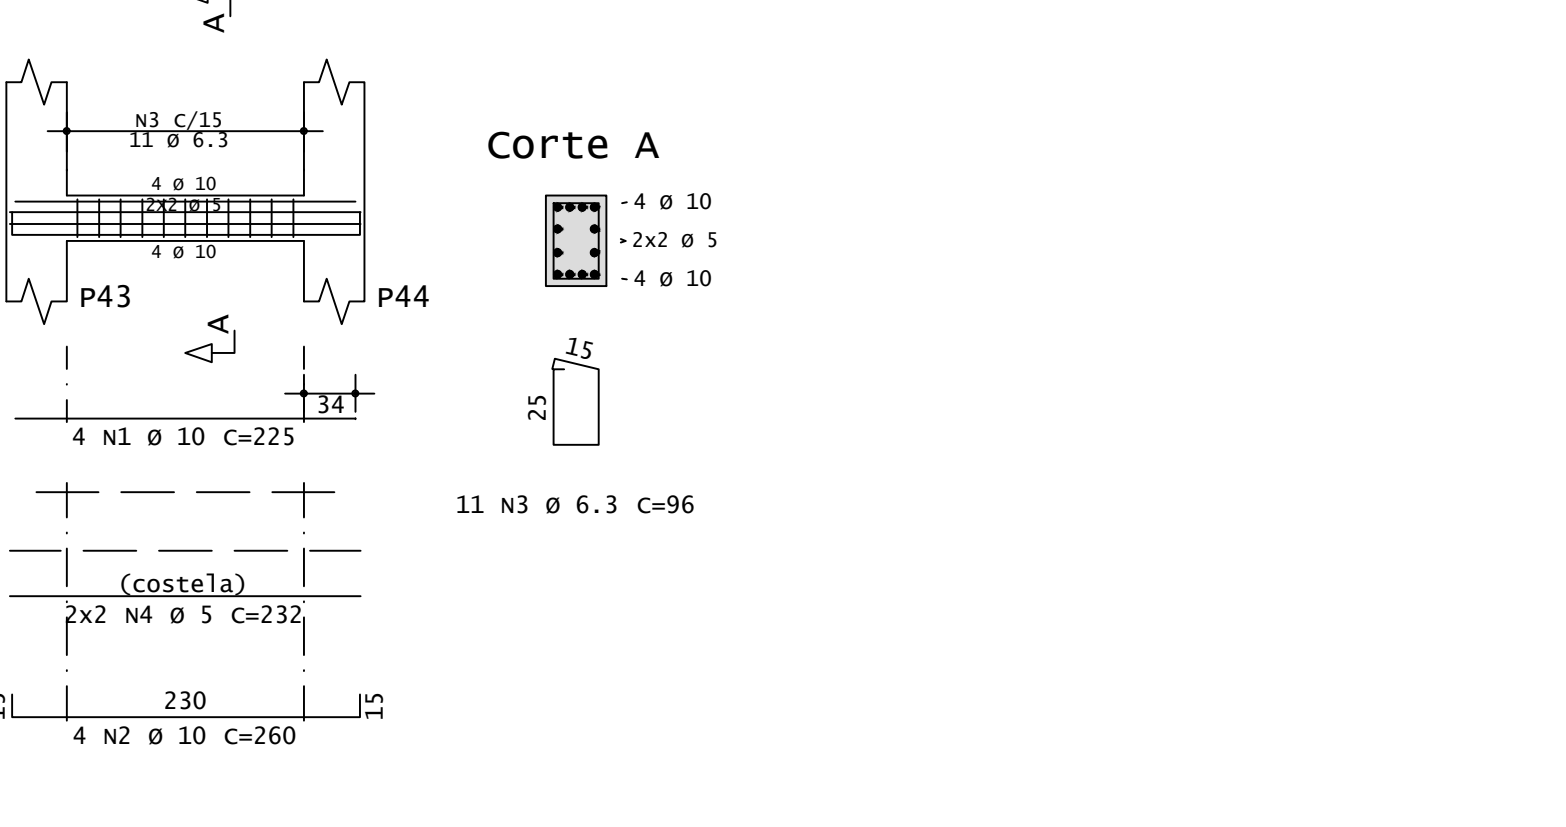 A
N3 C/15
11 Ø 6.3
4 Ø 10
2x2 Ø 5
4 Ø 10
P43
P44
A
34
4 N1 Ø 10 C=225
(costela)
2x2 N4 Ø 5 C=232
230
15
4 N2 Ø 10 C=260
Corte A
4 Ø 10
2x2 Ø 5
4 Ø 10
15
25
11 N3 Ø 6.3 C=96